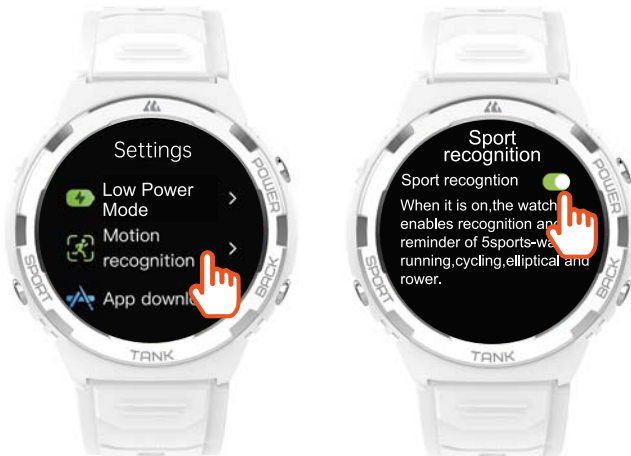 Settings
Low Power
Mode
Motion
recognition
App downl
POWER
BACK
SPORT
TANK
Sport
recognition
Sport recogntion
When it is on,the watch
enables recognition an
reminder of 5sports-wa
running,cycling,elliptical and
rower.
POWER
BACK
SPORT
TANK